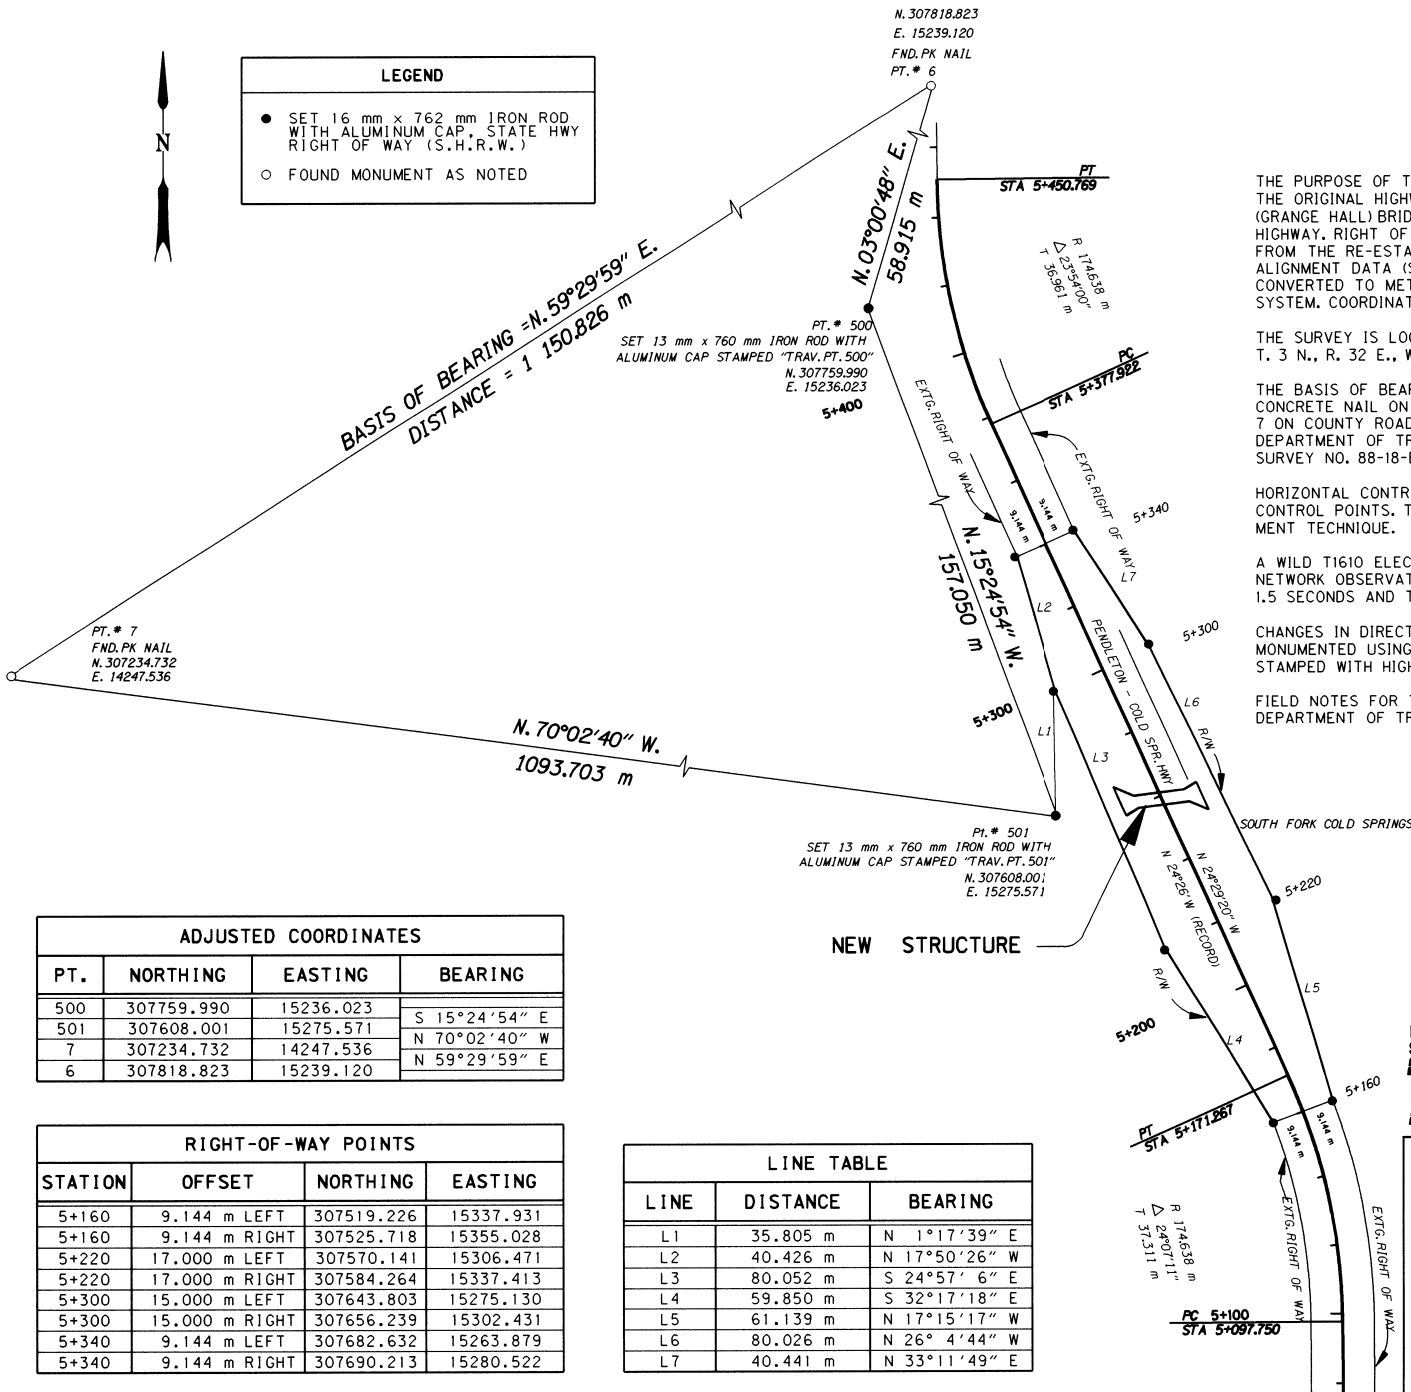 N. 307818.823
E. 15239.120
FND. PK NAIL
PT. # 6
LEGEND
SET 16 mm x 762 mm IRON ROD
WITH ALUMINUM CAP, STATE HWY
RIGHT OF WAY (S.H.R.W.)
FOUND MONUMENT AS NOTED
N
BASIS OF BEARING =N. 59°29'59" E.
DISTANCE = 1 150.826 m
N. 03°00'48" E.
58.915 m
PT
STA 5+450.769
R 174.638 m
△ 23°54'00"
T 36.961 m
PT. # 500
SET 13 mm x 760 mm IRON ROD WITH
ALUMINUM CAP STAMPED "TRAV. PT. 500"
N. 307759.990
E. 15236.023
5+400
PC
STA 5+377.922
EXTG. RIGHT OF WAY
EXTG. RIGHT OF WAY
9.144 m
9.144 m
5+340
L7
L2
N. 15°24'54" W.
157.050 m
5+300
PENDLETON - COLD SPR. HWY
L6
R/W
PT. # 7
FND. PK NAIL
N. 307234.732
E. 14247.536
N. 70°02'40" W.
1093.703 m
5+300
L1
L3
SOUTH FORK COLD SPRINGS
Pt. # 501
SET 13 mm x 760 mm IRON ROD WITH
ALUMINUM CAP STAMPED "TRAV. PT. 501"
N. 307608.001
E. 15275.571
N 24°29'20" W
N 24°26' W (RECORD)
5+220
NEW STRUCTURE
R/W
L5
5+200
L4
5+160
PT
STA 5+171.267
9.144 m
9.144 m
EXTG. RIGHT OF WAY
EXTG. RIGHT OF WAY
R 174.638 m
△ 24°07'11"
T 37.311 m
PC 5+100
STA 5+097.750
THE PURPOSE OF T
THE ORIGINAL HIGHW
(GRANGE HALL) BRID
HIGHWAY. RIGHT OF
FROM THE RE-ESTA
ALIGNMENT DATA (S
CONVERTED TO MET
SYSTEM. COORDINAT
THE SURVEY IS LOC
T. 3 N., R. 32 E., W
THE BASIS OF BEAR
CONCRETE NAIL ON
7 ON COUNTY ROAD
DEPARTMENT OF TR
SURVEY NO. 88-18-E
HORIZONTAL CONTR
CONTROL POINTS. T
MENT TECHNIQUE.
A WILD T1610 ELEC
NETWORK OBSERVAT
1.5 SECONDS AND T
CHANGES IN DIRECT
MONUMENTED USING
STAMPED WITH HIGH
FIELD NOTES FOR T
DEPARTMENT OF TR
ADJUSTED COORDINATES
PT. NORTHING EASTING BEARING
500 307759.990 15236.023
S 15°24'54" E
501 307608.001 15275.571
N 70°02'40" W
7 307234.732 14247.536
N 59°29'59" E
6 307818.823 15239.120
RIGHT-OF-WAY POINTS
STATION OFFSET NORTHING EASTING
5+160 9.144 m LEFT 307519.226 15337.931
5+160 9.144 m RIGHT 307525.718 15355.028
5+220 17.000 m LEFT 307570.141 15306.471
5+220 17.000 m RIGHT 307584.264 15337.413
5+300 15.000 m LEFT 307643.803 15275.130
5+300 15.000 m RIGHT 307656.239 15302.431
5+340 9.144 m LEFT 307682.632 15263.879
5+340 9.144 m RIGHT 307690.213 15280.522
LINE TABLE
LINE DISTANCE BEARING
L1 35.805 m N 1°17'39" E
L2 40.426 m N 17°50'26" W
L3 80.052 m S 24°57' 6" E
L4 59.850 m S 32°17'18" E
L5 61.139 m N 17°15'17" W
L6 80.026 m N 26° 4'44" W
L7 40.441 m N 33°11'49" E